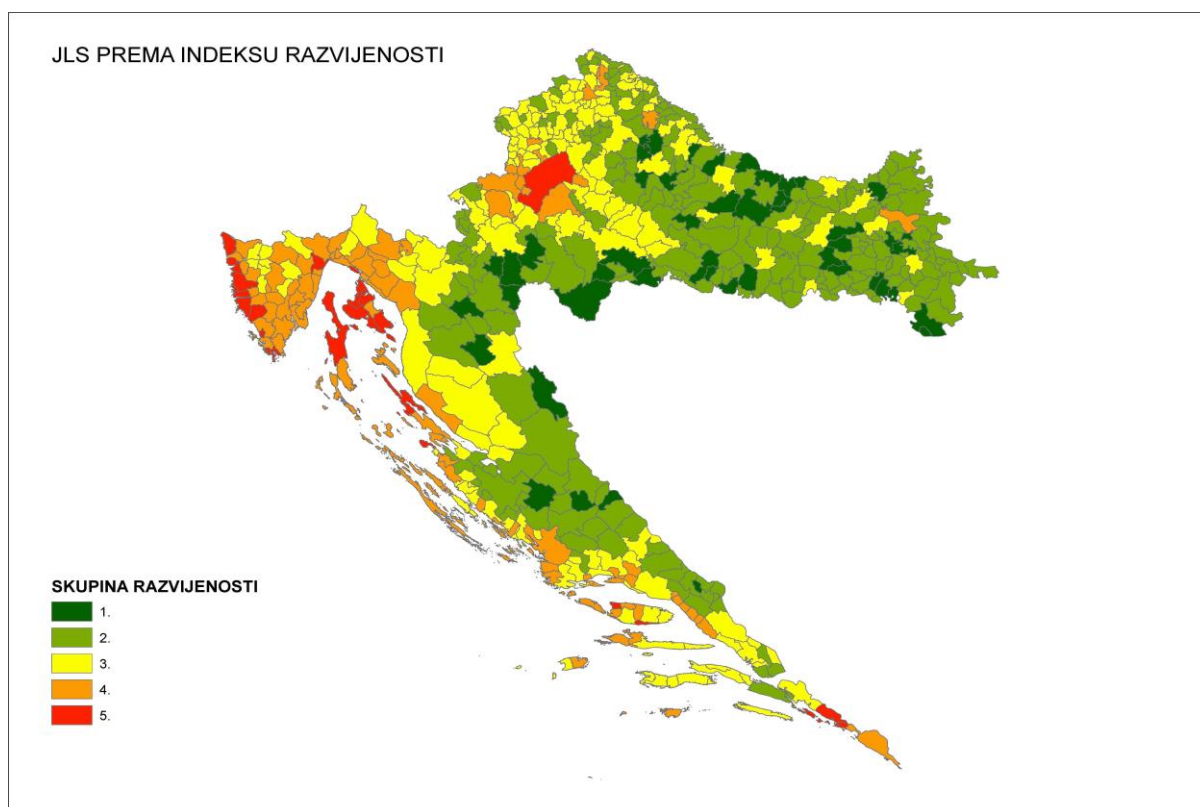 JLS PREMA INDEKSU RAZVIJENOSTI
SKUPINA RAZVIJENOSTI
1.
2.
3.
4.
5.